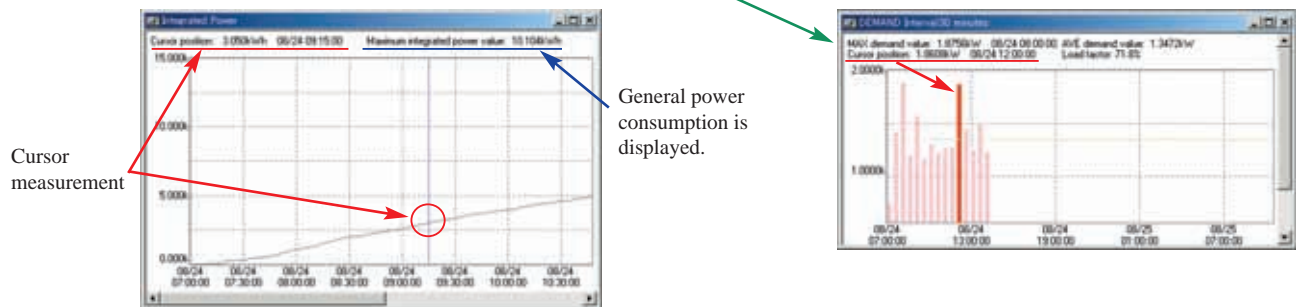 Integrated Power
Cursor position: 3.050kWh 08/24 09:15:00 Maximum integrated power value: 10.104kWh
15.000k
10.000k
5.000k
0.000k
08/24 08/24 08/24 08/24 08/24 08/24 08/24 08/24
07:00:00 07:30:00 08:00:00 08:30:00 09:00:00 09:30:00 10:00:00 10:30:00
Cursor
measurement
General power
consumption is
displayed.
DEMAND Interval:30 minutes
MAX demand value: 1.8756kW 08/24 08:00:00 AVE demand value: 1.3472kW
Cursor position: 08/24 12:00:00 Load factor: 71.8%
2.0000k
1.0000k
08/24 08/24 08/24 08/25 08/25
07:00:00 13:00:00 19:00:00 01:00:00 07:00:00